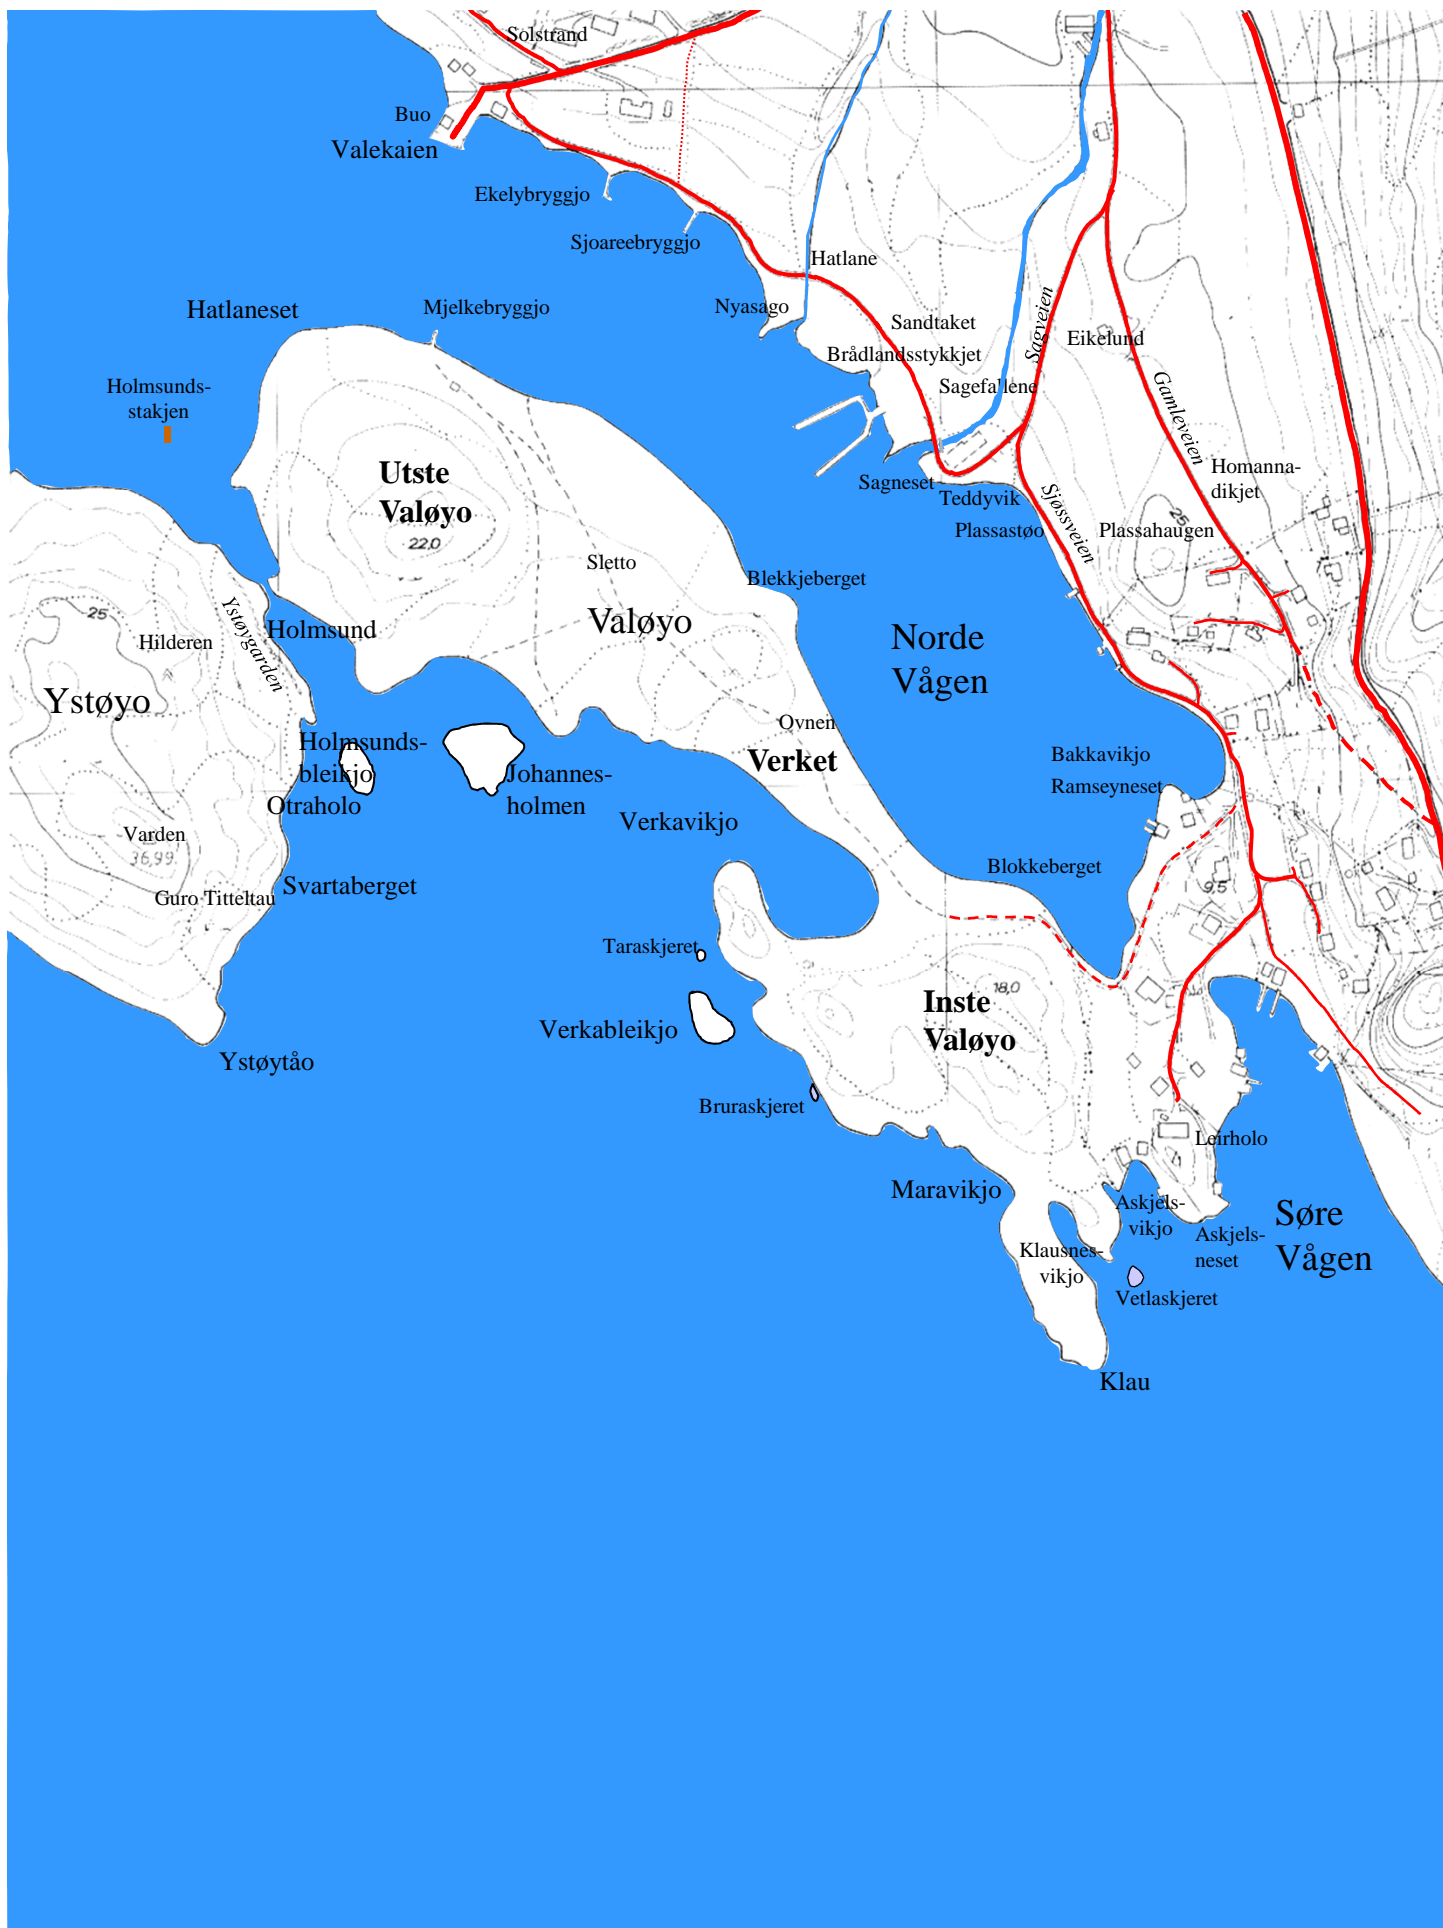 Solstrand
Buo
Valekaien
Ekelybryggjo
Sjoareebryggjo
Hatlane
Hatlaneset
Mjelkebryggjo
Nyasago
Sandtaket
Sagveien
Eikelund
Brådlandsstykkjet
Holmsunds-
stakjen
Sagefallene
Gamleveien
Utste
Valøyo
Homanna-
dikjet
Sagneset
Teddyvik
Sjøssveien
Plassastøo
Plassahaugen
25
22.0
Sletto
Blekkjeberget
25
Ystøygarden
Holmsund
Valøyo
Norde
Vågen
Hilderen
Ystøyo
Ovnen
Holmsunds-
bleikjo
Verket
Bakkavikjo
Johannes-
holmen
Ramseyneset
Otraholo
Verkavikjo
Varden
36,99
Blokkeberget
Svartaberget
9.5
Guro Titteltau
Taraskjeret
18,0
Inste
Valøyo
Verkableikjo
Ystøytåo
Bruraskjeret
Leirholo
Maravikjo
Askjels-
vikjo
Søre
Vågen
Askjels-
neset
Klausnes-
vikjo
Vetlaskjeret
Klau